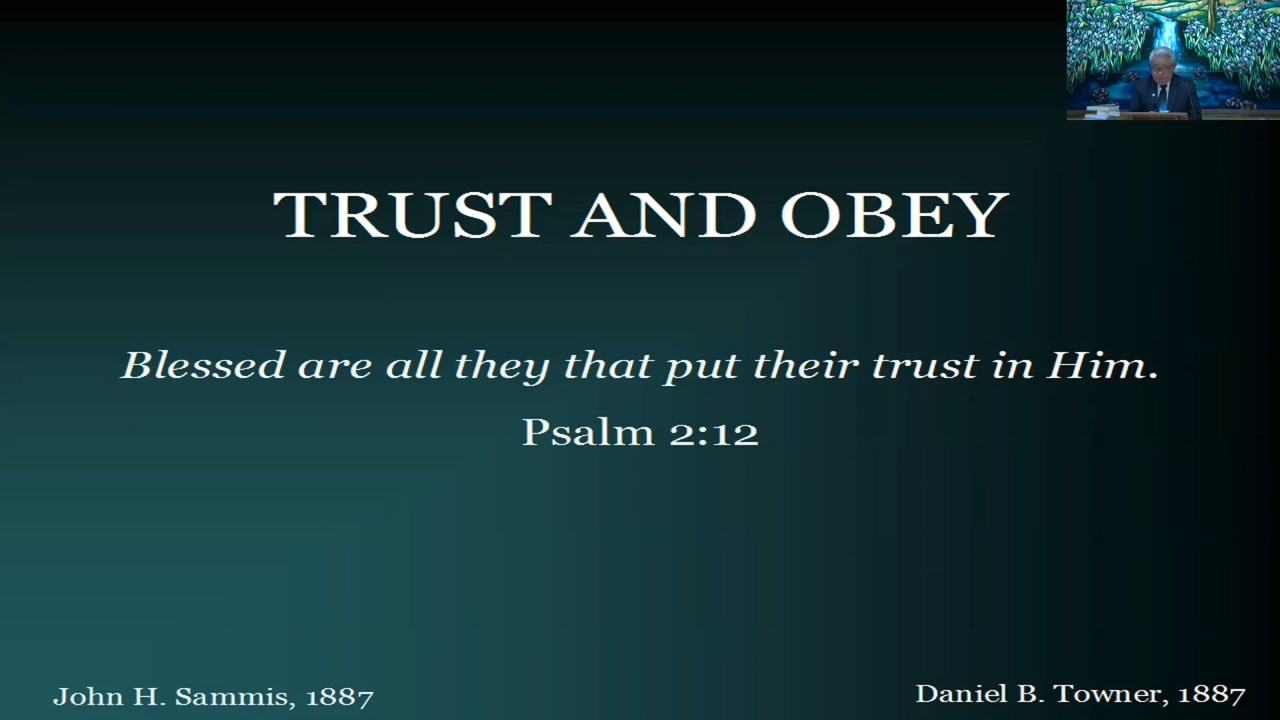 TRUST AND OBEY
Blessed are all they that put their trust in Him.
Psalm 2:12
John H. Sammis, 1887
Daniel B. Towner, 1887